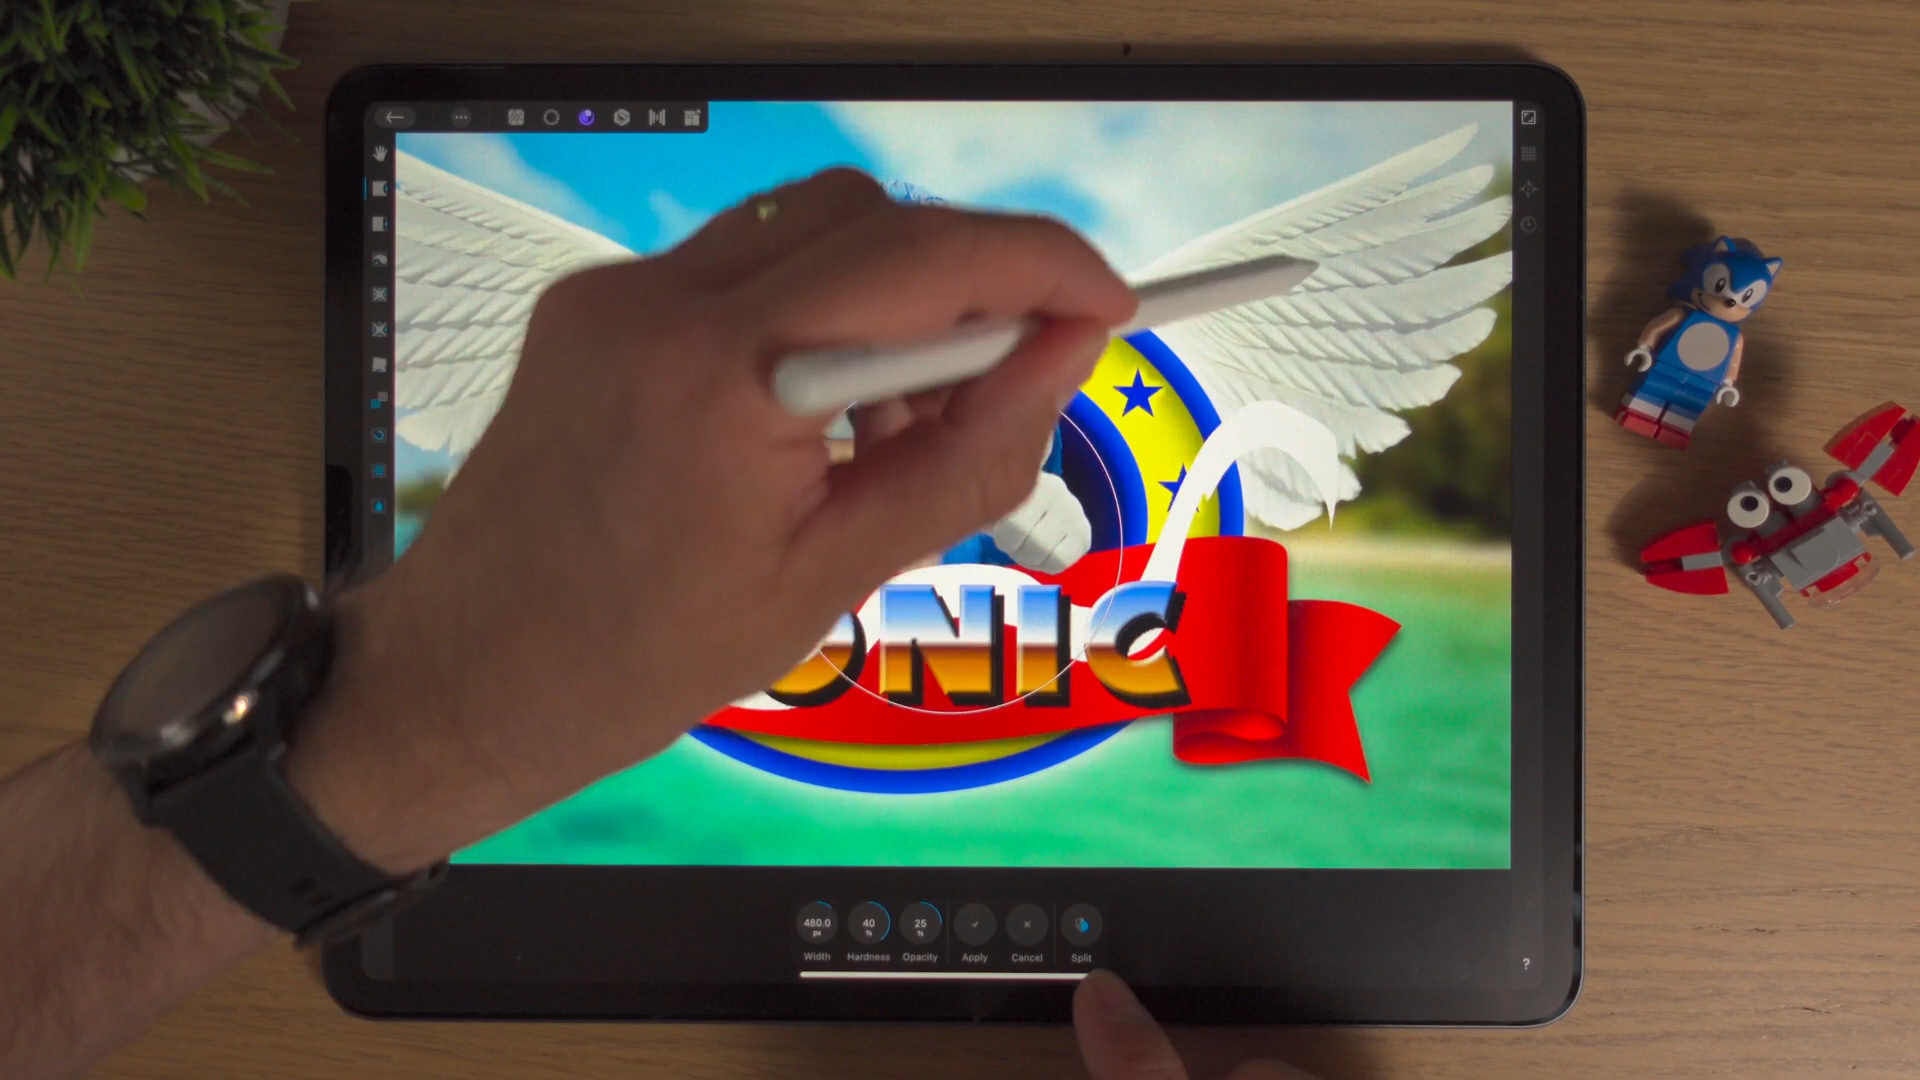 ONIC
480.0
px
40
%
25
%
Width
Hardness
Opacity
Apply
Cancel
Split
?